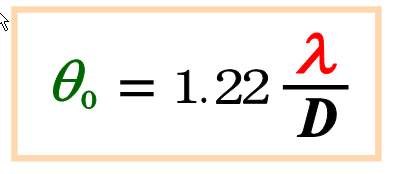 θ₀ = 1.22 λ/D